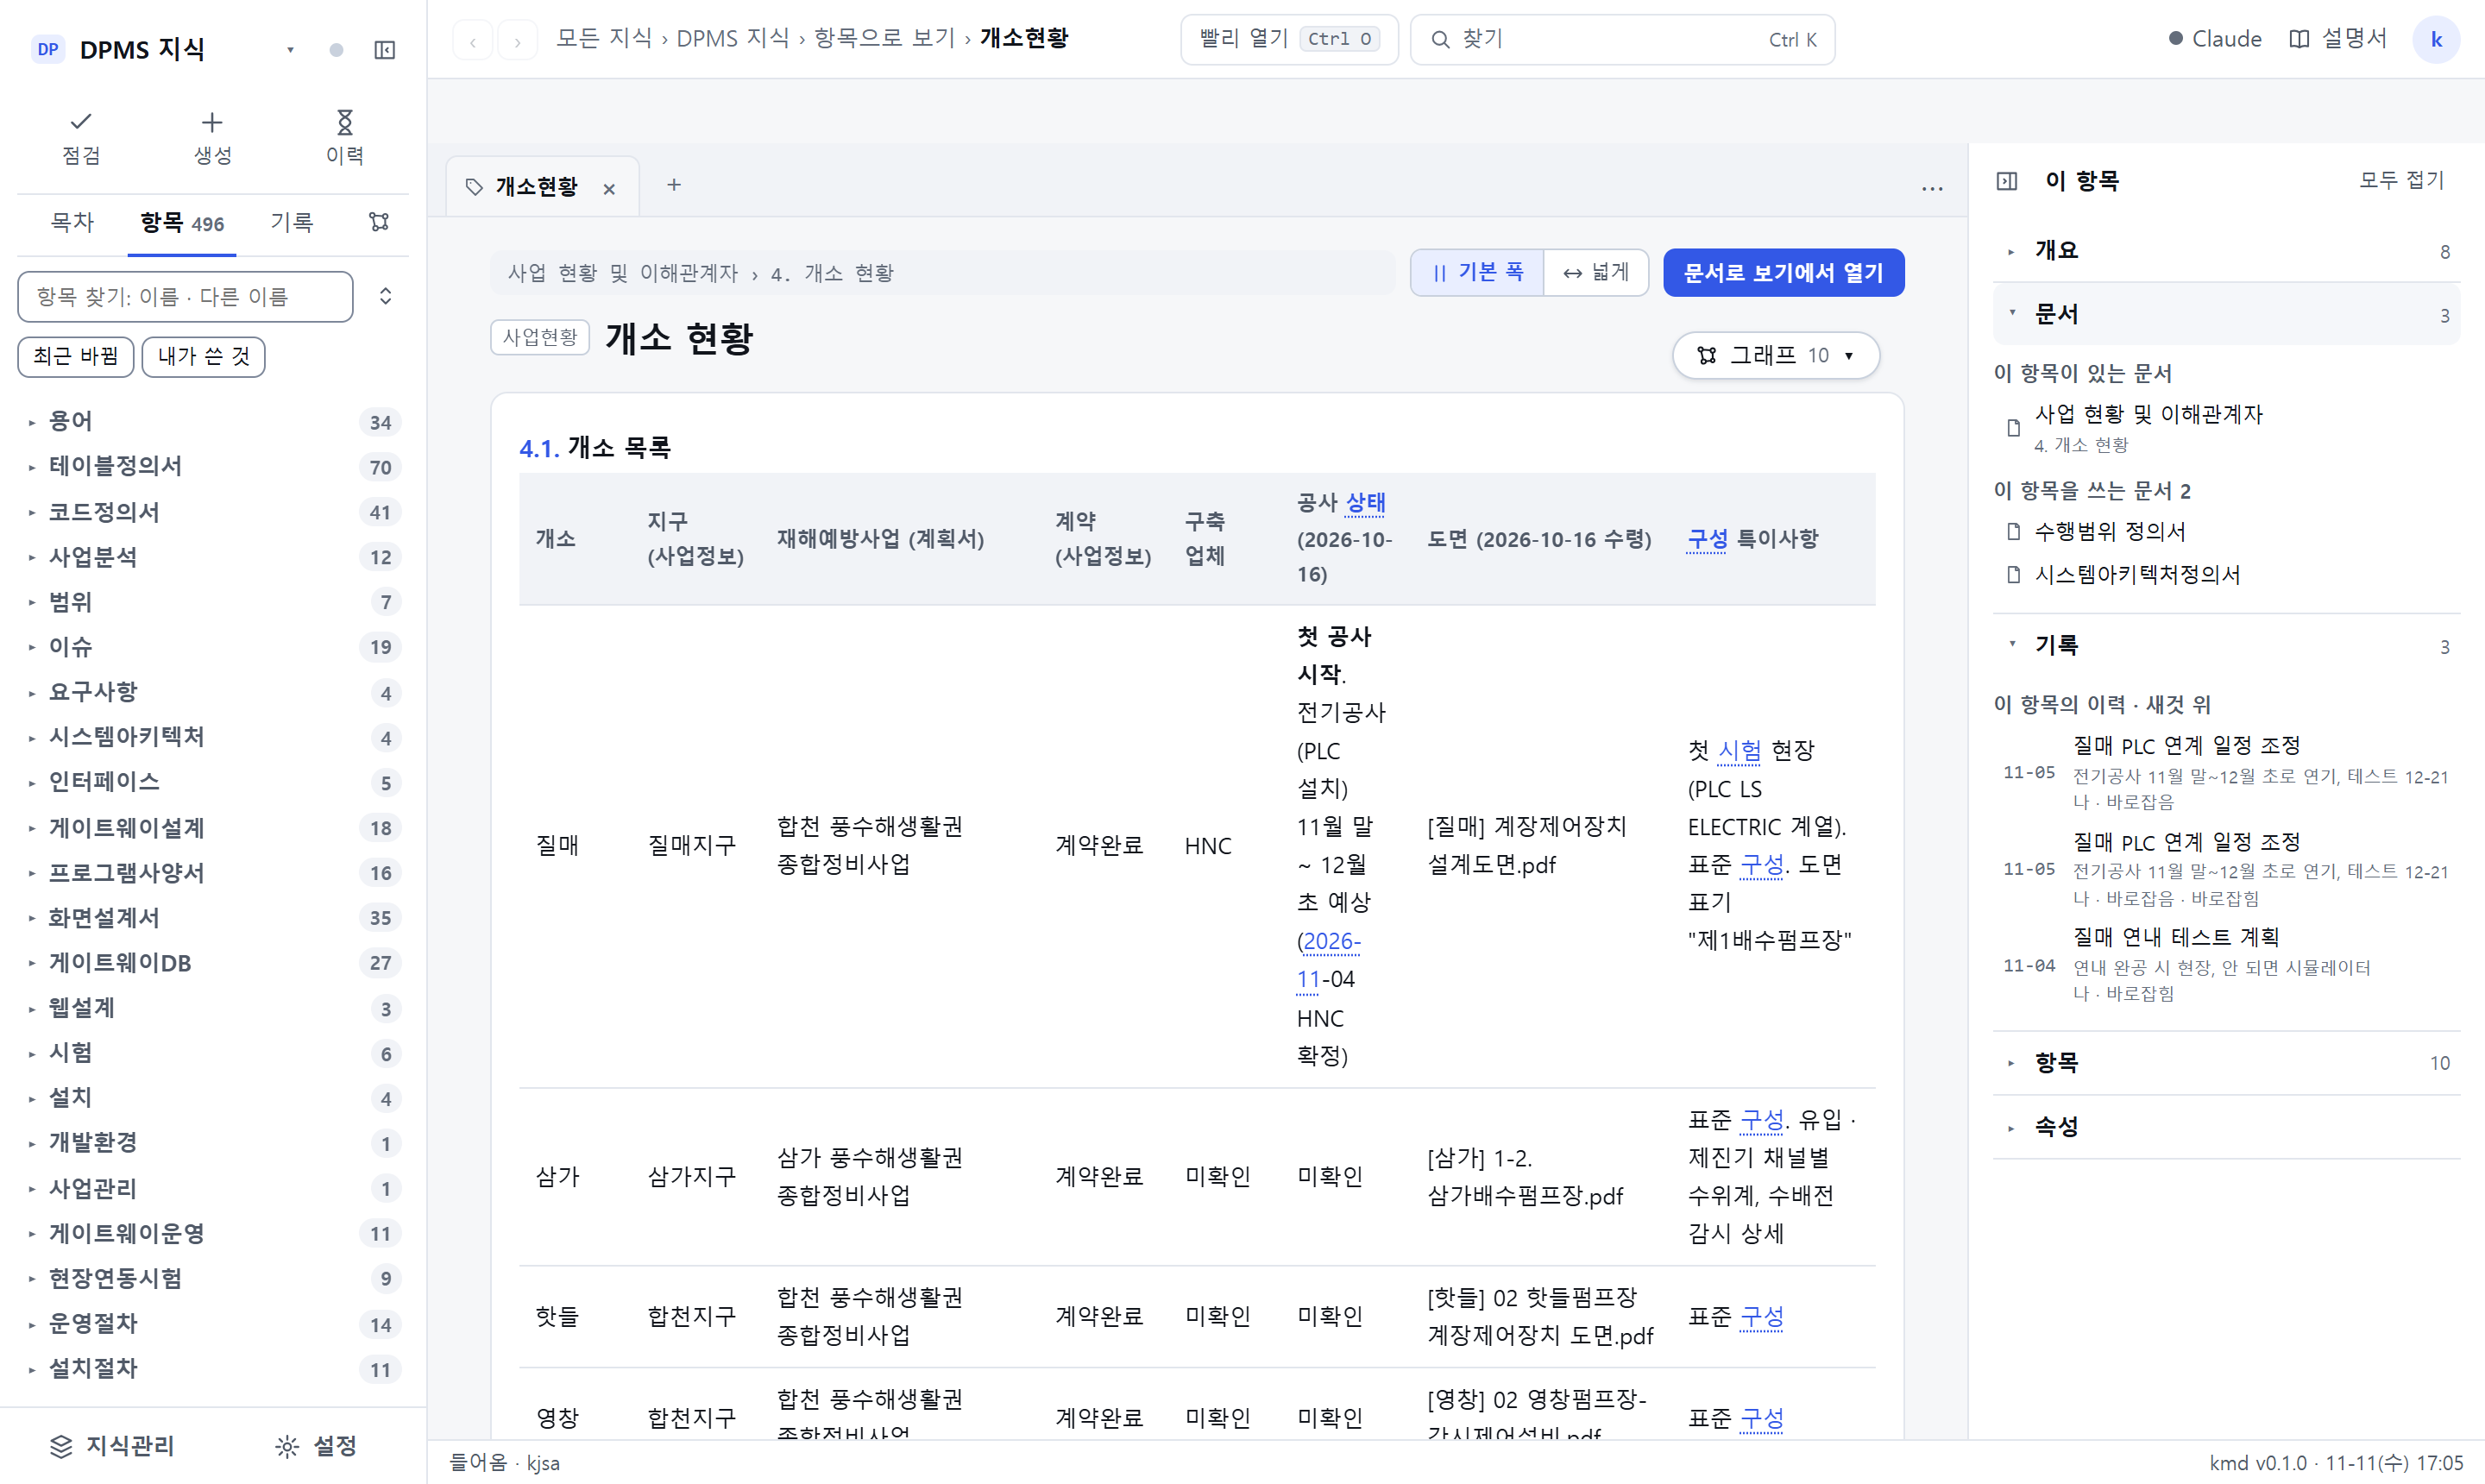 DP DPMS 지식
점검
생성
이력
목차
항목 496
기록
항목 찾기: 이름 · 다른 이름
최근 바뀜
내가 쓴 것
용어 34
테이블정의서 70
코드정의서 41
사업분석 12
범위 7
이슈 19
요구사항 4
시스템아키텍처 4
인터페이스 5
게이트웨이설계 18
프로그램사양서 16
화면설계서 35
게이트웨이DB 27
웹설계 3
시험 6
설치 4
개발환경 1
사업관리 1
게이트웨이운영 11
현장연동시험 9
운영절차 14
설치절차 11
지식관리
설정
모든 지식 › DPMS 지식 › 항목으로 보기 › 개소현황
빨리 열기 Ctrl O
찾기 Ctrl K
Claude
설명서
k
개소현황 ×
+
...
사업 현황 및 이해관계자 › 4. 개소 현황
기본 폭
넓게
문서로 보기에서 열기
사업현황 개소 현황
그래프 10
4.1. 개소 목록
개소
지구
(사업정보)
재해예방사업 (계획서)
계약
(사업정보)
구축
업체
공사 상태
(2026-10-
16)
도면 (2026-10-16 수령)
구성 특이사항
질매
질매지구
합천 풍수해생활권
종합정비사업
계약완료
HNC
첫 공사
시작.
전기공사
(PLC
설치)
11월 말
~ 12월
초 예상
(2026-
11-04
HNC
확정)
[질매] 계장제어장치
설계도면.pdf
첫 시험 현장
(PLC LS
ELECTRIC 계열).
표준 구성. 도면
표기
"제1배수펌프장"
삼가
삼가지구
삼가 풍수해생활권
종합정비사업
계약완료
미확인
미확인
[삼가] 1-2.
삼가배수펌프장.pdf
표준 구성. 유입 ·
제진기 채널별
수위계, 수배전
감시 상세
핫들
합천지구
합천 풍수해생활권
종합정비사업
계약완료
미확인
미확인
[핫들] 02 핫들펌프장
계장제어장치 도면.pdf
표준 구성
영창
합천지구
합천 풍수해생활권
종합정비사업
계약완료
미확인
미확인
[영창] 02 영창펌프장-
감시제어설비.pdf
표준 구성
이 항목
모두 접기
개요 8
문서 3
이 항목이 있는 문서
사업 현황 및 이해관계자
4. 개소 현황
이 항목을 쓰는 문서 2
수행범위 정의서
시스템아키텍처정의서
기록 3
이 항목의 이력 · 새것 위
질매 PLC 연계 일정 조정
11-05 전기공사 11월 말~12월 초로 연기, 테스트 12-21
나 · 바로잡음
질매 PLC 연계 일정 조정
11-05 전기공사 11월 말~12월 초로 연기, 테스트 12-21
나 · 바로잡음 · 바로잡힘
질매 연내 테스트 계획
11-04 연내 완공 시 현장, 안 되면 시뮬레이터
나 · 바로잡힘
항목 10
속성
들어옴 · kjsa
kmd v0.1.0 · 11-11(수) 17:05